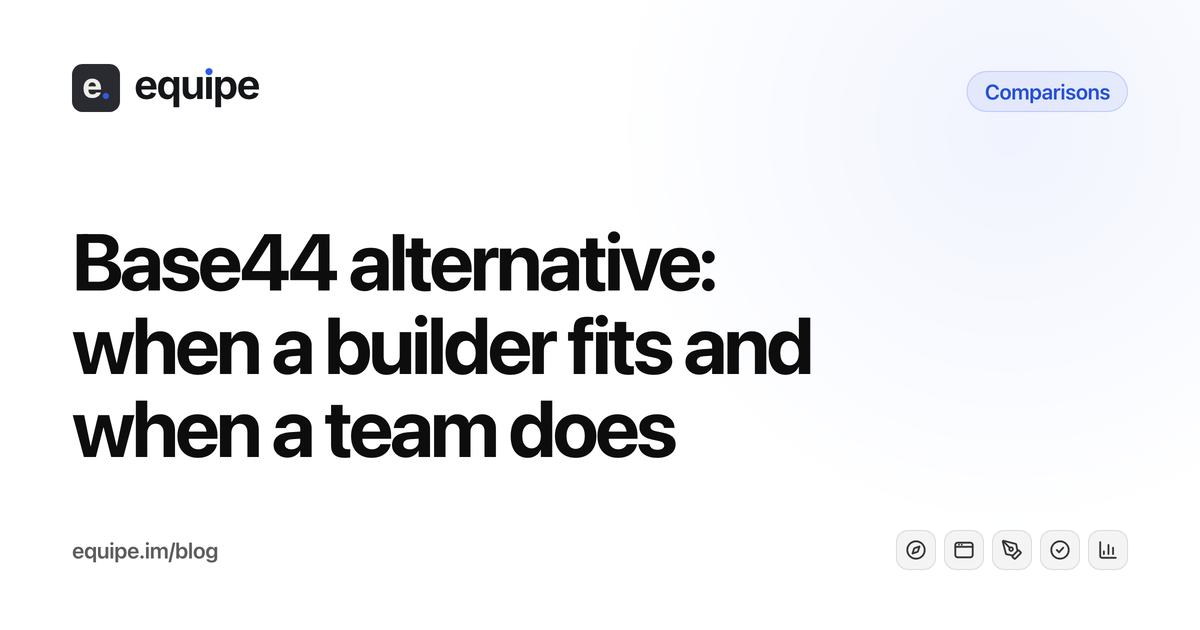 e.
equipe
Comparisons
Base44 alternative:
when a builder fits and
when a team does
equipe.im/blog